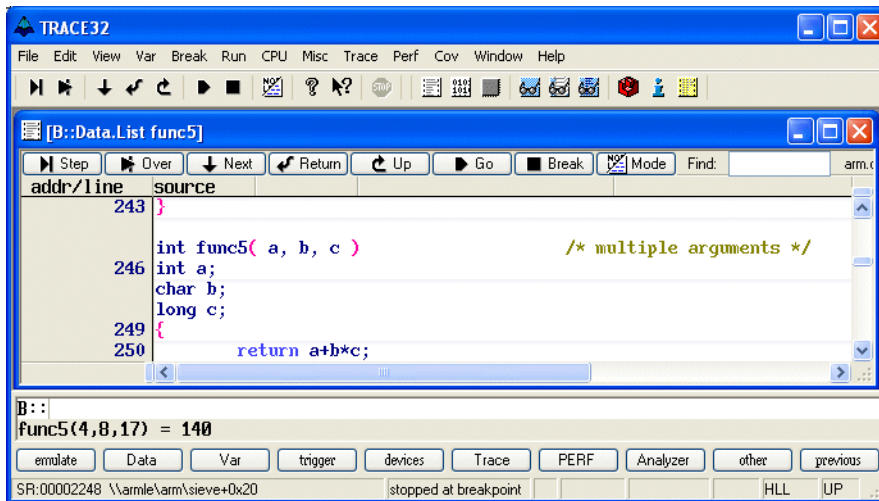 TRACE32
File Edit View Var Break Run CPU Misc Trace Perf Cov Window Help
[B::Data.List func5]
Step Over Next Return Up Go Break Mode Find:
addr/line source
243 }
int func5( a, b, c ) /* multiple arguments */
246 int a;
char b;
long c;
249 {
250 return a+b*c;
B::
func5(4,8,17) = 140
emulate Data Var trigger devices Trace PERF Analyzer other previous
SR:00002248 \\armle\arm\sieve+0x20 stopped at breakpoint HLL UP